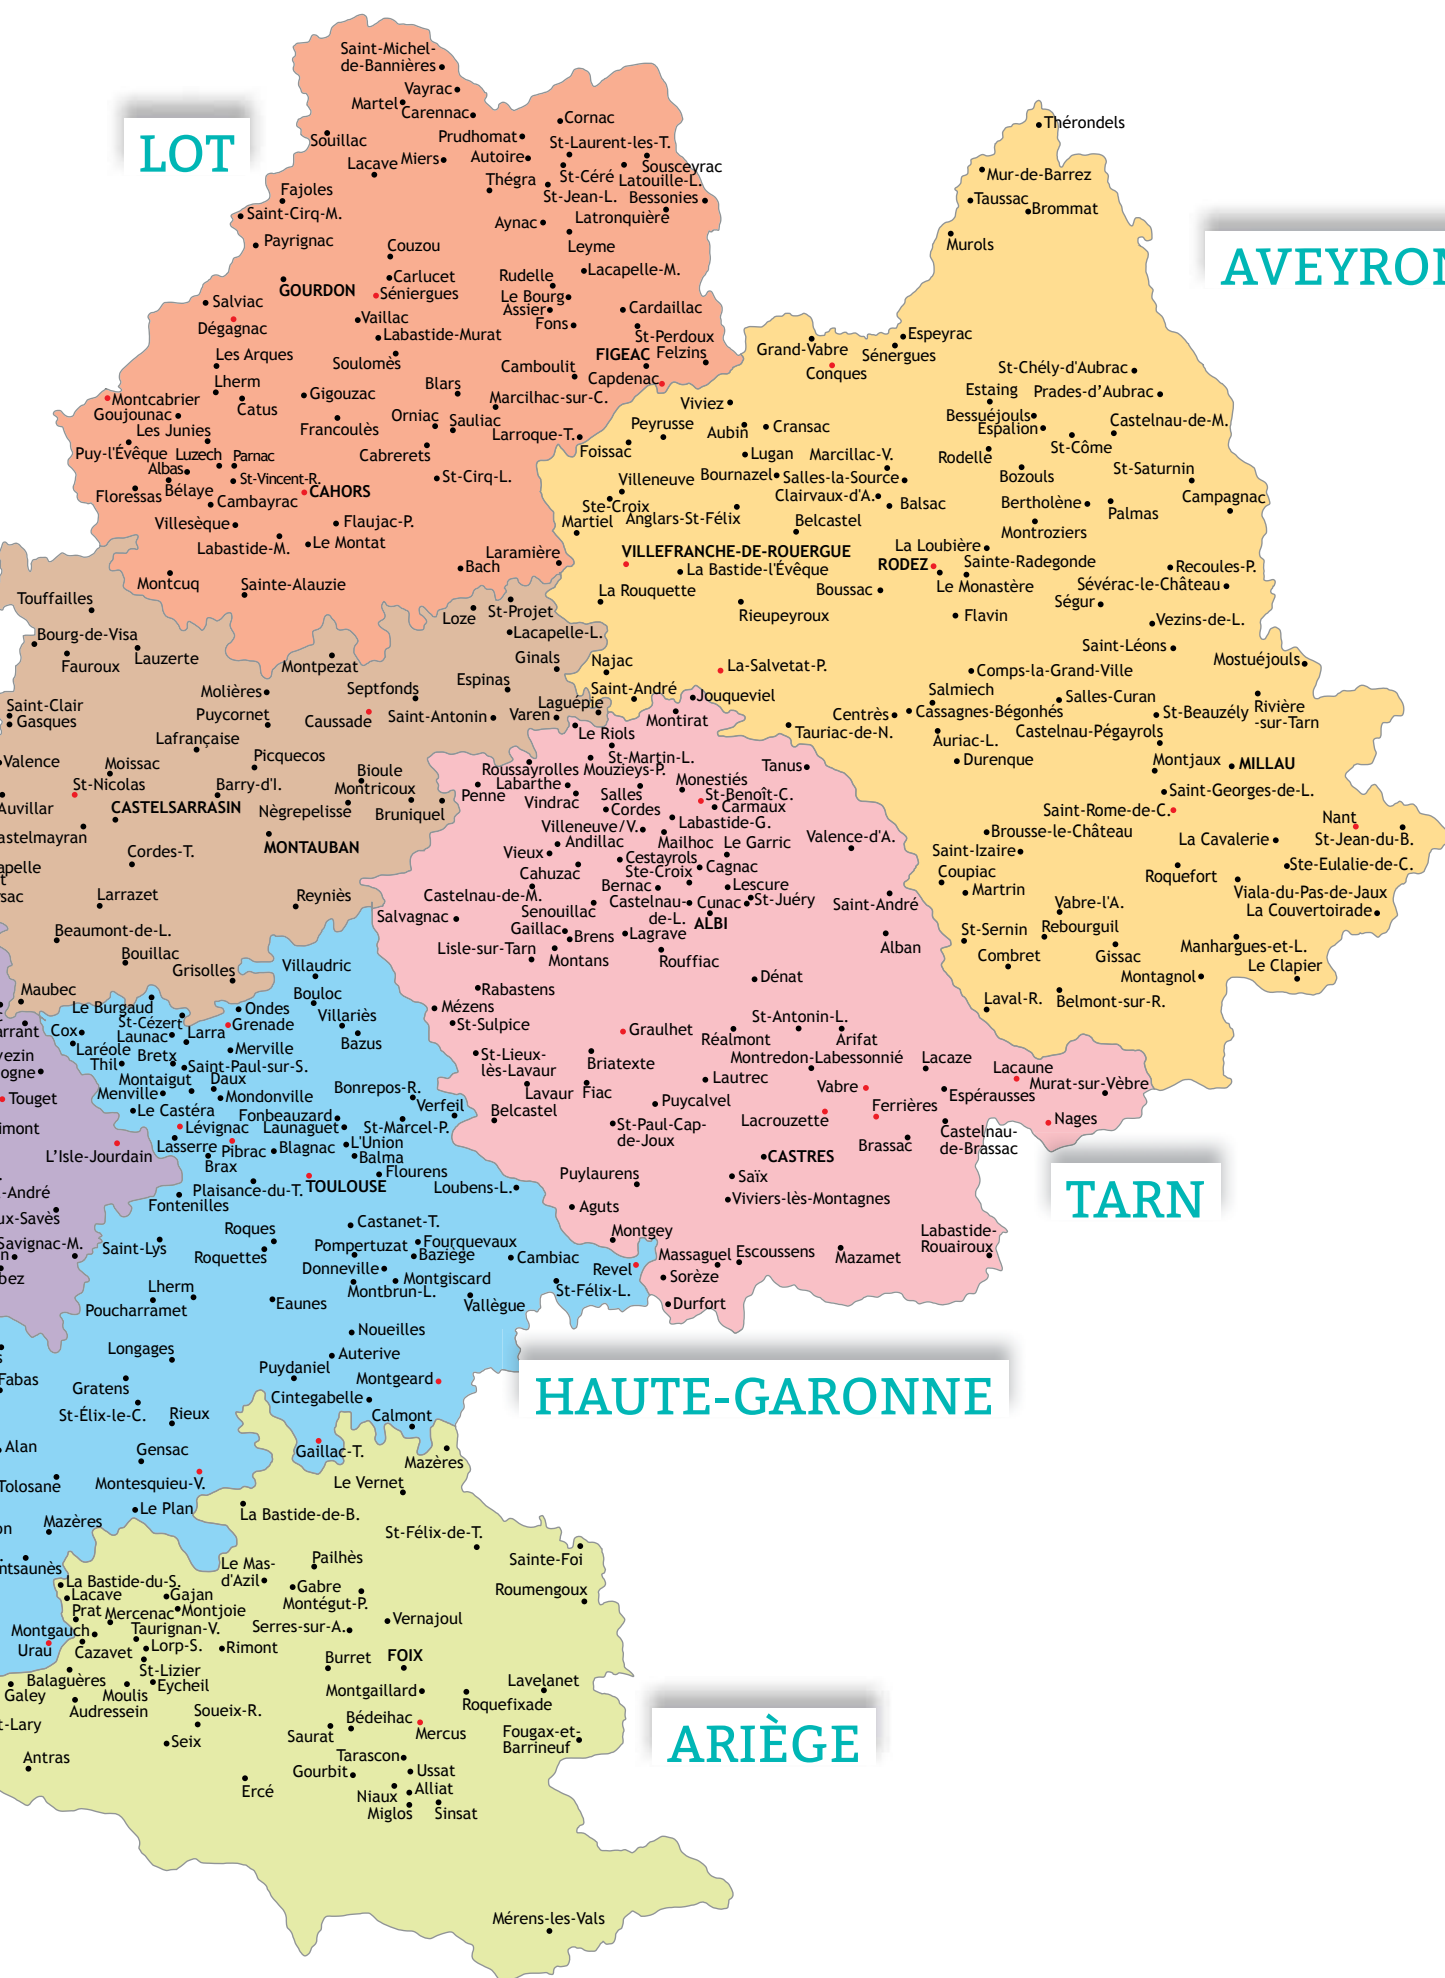 Saint-Michel-
de-Bannières
Vayrac
Martel
Carennac
Cornac
Souillac
Prudhomat
St-Laurent-les-T.
LOT
Lacave
Miers
Autoire
St-Céré
Sousceyrac
Latouille-L.
Thégra
St-Jean-L.
Bessonies
Fajoles
Saint-Cirq-M.
Aynac
Latronquière
Payrignac
Couzou
Leyme
Carlucet
Rudelle
Lacapelle-M.
GOURDON
Séniergues
Le Bourg
Salviac
Assier
Cardaillac
Dégagnac
Vaillac
Fons
Labastide-Murat
St-Perdoux
Les Arques
Soulomès
FIGEAC
Felzins
Camboulit
Capdenac
Lherm
Gigouzac
Blars
Marcilhac-sur-C.
Montcabrier
Catus
Goujounac
Orniac
Sauliac
Les Junies
Francoulès
Larroque-T.
Puy-l'Évêque
Luzech
Parnac
Cabrerets
Albas
St-Vincent-R.
St-Cirq-L.
Floressas
Bélaye
CAHORS
Cambayrac
Villesèque
Flaujac-P.
Labastide-M.
Le Montat
Laramière
Bach
Montcuq
Sainte-Alauzie
Thérondels
Mur-de-Barrez
Taussac
Brommat
Murols
AVEYRON
Grand-Vabre
Espeyrac
Sénergues
Conques
St-Chély-d'Aubrac
Estaing
Prades-d’Aubrac
Viviez
Bessuéjouls
Castelnau-de-M.
Peyrusse
Aubin
Cransac
Espalion
St-Côme
Foissac
Lugan
Marcillac-V.
Rodelle
Bozouls
St-Saturnin
Villeneuve
Bournazel
Salles-la-Source
Clairvaux-d'A.
Balsac
Bertholène
Palmas
Campagnac
Ste-Croix
Martiel
Anglars-St-Félix
Belcastel
Montroziers
VILLEFRANCHE-DE-ROUERGUE
La Loubière
RODEZ
Sainte-Radegonde
La Bastide-l'Évêque
Recoules-P.
La Rouquette
Boussac
Le Monastère
Sévérac-le-Château
Ségur
Rieupeyroux
Flavin
Vezins-de-L.
Saint-Léons
Najac
La-Salvetat-P.
Comps-la-Grand-Ville
Mostuéjouls
Saint-André
Jouqueviel
Salmiech
Salles-Curan
Centrès
Cassagnes-Bégonhés
St-Beauzély
Rivière
-sur-Tarn
Tauriac-de-N.
Auriac-L.
Castelnau-Pégayrols
Durenque
Montjaux
MILLAU
Saint-Georges-de-L.
Saint-Rome-de-C.
Nant
Brousse-le-Château
La Cavalerie
St-Jean-du-B.
Saint-Izaire
Ste-Eulalie-de-C.
Coupiac
Roquefort
Martrin
Viala-du-Pas-de-Jaux
Vabre-l'A.
La Couvertoirade
St-Sernin
Rebourguil
Combret
Gissac
Manhargues-et-L.
Montagnol
Le Clapier
Laval-R.
Belmont-sur-R.
Touffailles
Loze
St-Projet
Bourg-de-Visa
Lacapelle-L.
Fauroux
Lauzerte
Montpezat
Ginals
Molières
Septfonds
Espinas
Laguépie
Saint-Clair
Gasques
Puycornet
Caussade
Saint-Antonin
Varen
Lafrançaise
Valence
Moissac
Picquecos
Bioule
St-Nicolas
Barry-d'I.
Montricoux
Auvillar
CASTELSARRASIN
Nègrepelisse
Bruniquel
astelmayran
MONTAUBAN
apelle
t
Cordes-T.
sac
Larrazet
Reyniès
Beaumont-de-L.
Bouillac
Grisolles
Maubec
Montirat
Le Riols
St-Martin-L.
Roussayrolles
Mouzieys-P.
Tanus
Penne
Labarthe
Monestiés
Salles
St-Benoît-C.
Vindrac
Cordes
Carmaux
Villeneuve/V.
Labastide-G.
Andillac
Mailhoc
Le Garric
Valence-d'A.
Vieux
Cestayrols
Cahuzac
Ste-Croix
Cagnac
Castelnau-de-M.
Bernac
Lescure
Senouillac
Castelnau-
de-L.
Cunac
St-Juéry
Saint-André
Salvagnac
Gaillac
ALBI
Brens
Lagrave
Alban
Lisle-sur-Tarn
Montans
Rouffiac
Dénat
Rabastens
Mézens
St-Sulpice
Graulhet
St-Antonin-L.
Réalmont
Arifat
St-Lieux-
lès-Lavaur
Briatexte
Montredon-Labessonnié
Lacaze
Lacaune
Lavaur
Fiac
Lautrec
Vabre
Murat-sur-Vèbre
Belcastel
Puycalvel
Espérausses
Ferrières
St-Paul-Cap-
de-Joux
Lacrouzette
Nages
Brassac
Castelnau-
de-Brassac
CASTRES
Puylaurens
Saïx
TARN
Aguts
Viviers-lès-Montagnes
Montgey
Labastide-
Rouairoux
Massaguel
Escoussens
Mazamet
Sorèze
Durfort
Villaudric
Le Burgaud
Bouloc
Ondes
arrant
Cox
St-Cézert
Grenade
Villariès
Launac
Larra
Laréole
Bazus
vezin
Bretx
Merville
ogne
Thil
Saint-Paul-sur-S.
Montaigut
Daux
Bonrepos-R.
Touget
Menville
Mondonville
Verfeil
Le Castéra
Fonbeauzard
imont
Lévignac
Launaguet
St-Marcel-P.
L’Isle-Jourdain
Lasserre
Pibrac
Blagnac
L'Union
Brax
Balma
Flourens
-André
Plaisance-du-T.
TOULOUSE
Loubens-L.
Fontenilles
ux-Savès
Roques
Castanet-T.
Savignac-M.
Saint-Lys
Pompertuzat
Fourquevaux
n
Roquettes
Baziège
Cambiac
bez
Donneville
Revel
Lherm
Montgiscard
Montbrun-L.
St-Félix-L.
Poucharramet
Eaunes
Vallègue
Noueilles
s
Longages
Auterive
Fabas
Puydaniel
Montgeard
Gratens
Cintegabelle
HAUTE-GARONNE
St-Élix-le-C.
Rieux
Calmont
Alan
Gensac
Gaillac-T.
Tolosane
Montesquieu-V.
Le Plan
on
Mazères
ntsaunès
Urau
Mazères
Le Vernet
La Bastide-de-B.
St-Félix-de-T.
Sainte-Foi
Le Mas-
d'Azil
Pailhès
La Bastide-du-S.
Gabre
Roumengoux
Lacave
Gajan
Montégut-P.
Prat
Mercenac
Montjoie
Vernajoul
Montgauch
Taurignan-V.
Serres-sur-A.
Cazavet
Lorp-S.
Rimont
St-Lizier
Burret
FOIX
Balaguères
Eycheil
Lavelanet
Galey
Moulis
Montgaillard
Audressein
Roquefixade
t-Lary
Soueix-R.
Bédeihac
ARIÈGE
Saurat
Mercus
Fougax-et-
Barrineuf
Seix
Antras
Tarascon
Gourbit
Ussat
Ercé
Niaux
Alliat
Miglos
Sinsat
Mérens-les-Vals